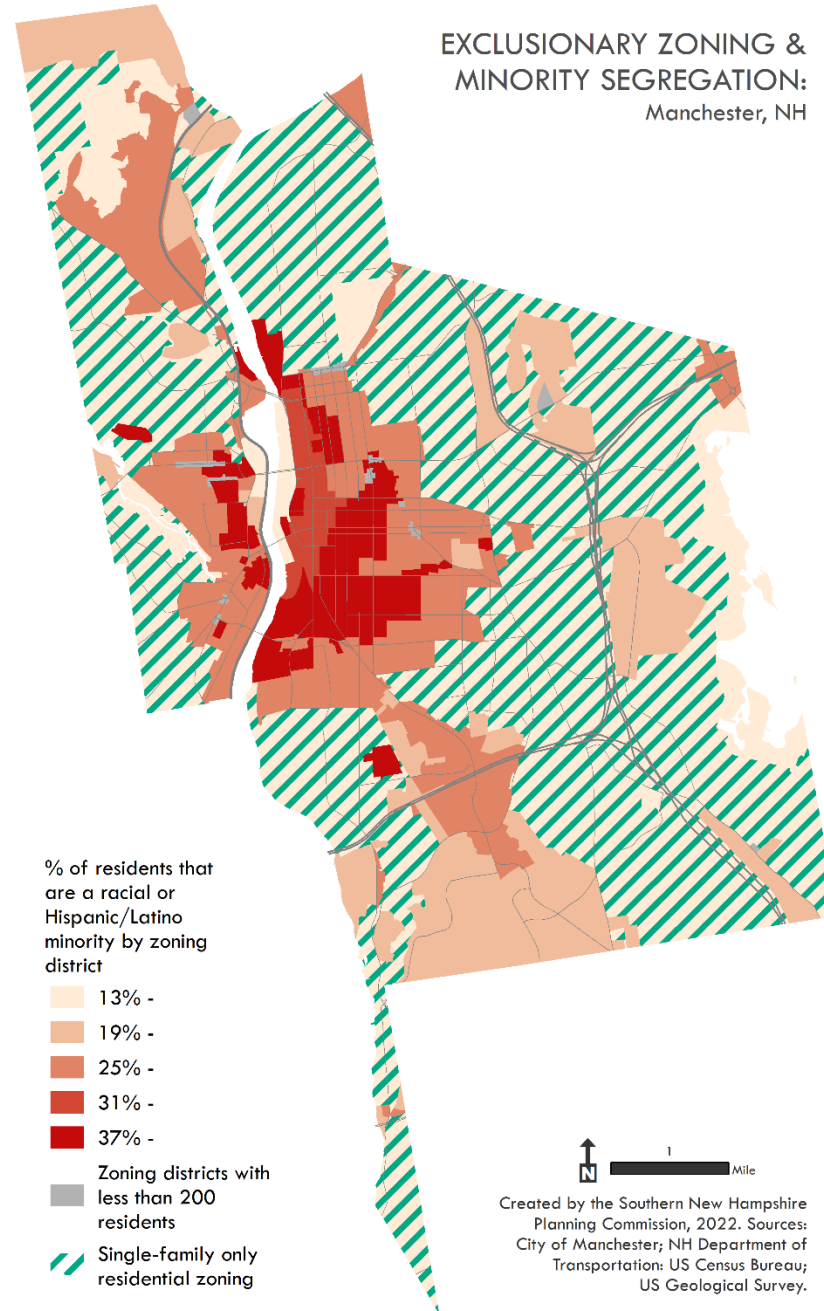 EXCLUSIONARY ZONING &
MINORITY SEGREGATION:
Manchester, NH
% of residents that
are a racial or
Hispanic/Latino
minority by zoning
district
13% -
19% -
25% -
31% -
37% -
Zoning districts with
less than 200
residents
Single-family only
residential zoning
N
1
Mile
Created by the Southern New Hampshire
Planning Commission, 2022. Sources:
City of Manchester; NH Department of
Transportation: US Census Bureau;
US Geological Survey.